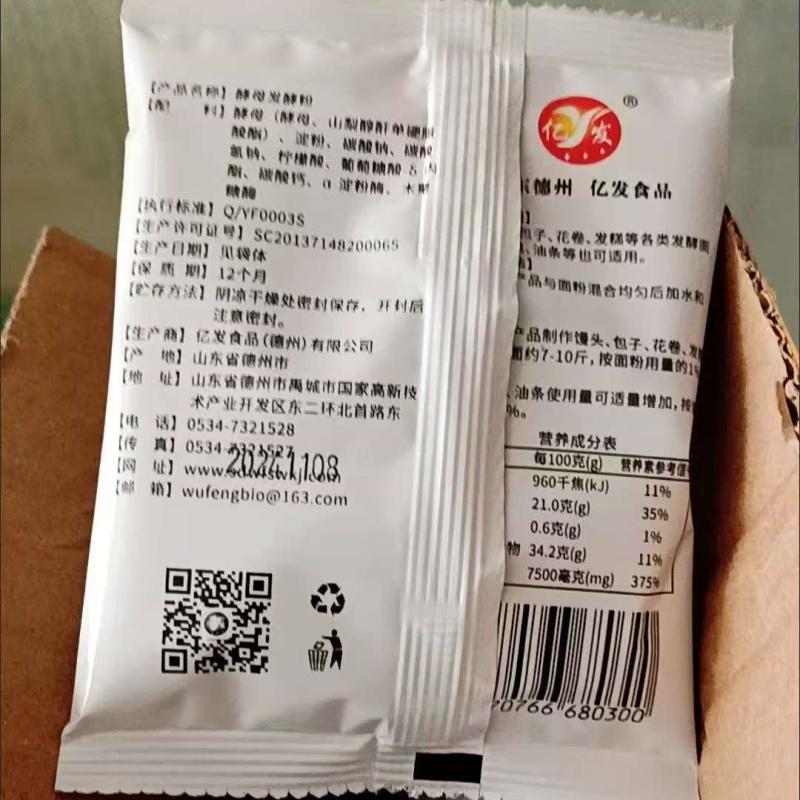 【产品名称】酵母发酵粉
【配 料】酵母（酵母、山梨醇酐单硬脂
酸酯）、淀粉、碳酸钠、碳酸
氢钠、柠檬酸、葡萄糖酸δ内
酯、碳酸钙、α淀粉酶、木聚
糖酶
【执行标准】Q/YF0003S
【生产许可证号】SC20137148200065
【生产日期】见袋体
【保 质 期】12个月
【贮存方法】阴凉干燥处密封保存，开封后
注意密封。
【生产商】亿发食品(德州)有限公司
【产 地】山东省德州市
【地 址】山东省德州市禹城市国家高新技
术产业开发区东二环北首路东
【电 话】0534-7321528
【传 真】0534-7321527
20241108
【网 址】www.
【邮 箱】wufengbio@163.com
亿发®
东德州 亿发食品
包子、花卷、发糕等各类发酵面
、油条等也可适用。
产品与面粉混合均匀后加水和
产品制作馒头、包子、花卷、发
面约7-10斤，按面粉用量的1%
、油条使用量可适量增加，按
%。
营养成分表
每100克(g) 营养素参考值
960千焦(kJ) 11%
21.0克(g) 35%
0.6克(g) 1%
物 34.2克(g) 11%
7500毫克(mg) 375%
70766 680300